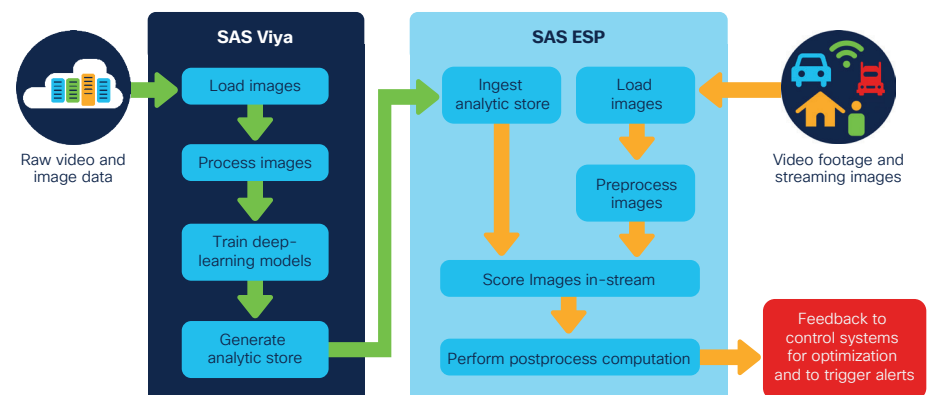 SAS Viya
SAS ESP
Raw video and
image data
Load images
Process images
Train deep-
learning models
Generate
analytic store
Ingest
analytic store
Load
images
Preprocess
images
Score Images in-stream
Perform postprocess computation
Video footage and
streaming images
Feedback to
control systems
for optimization
and to trigger alerts